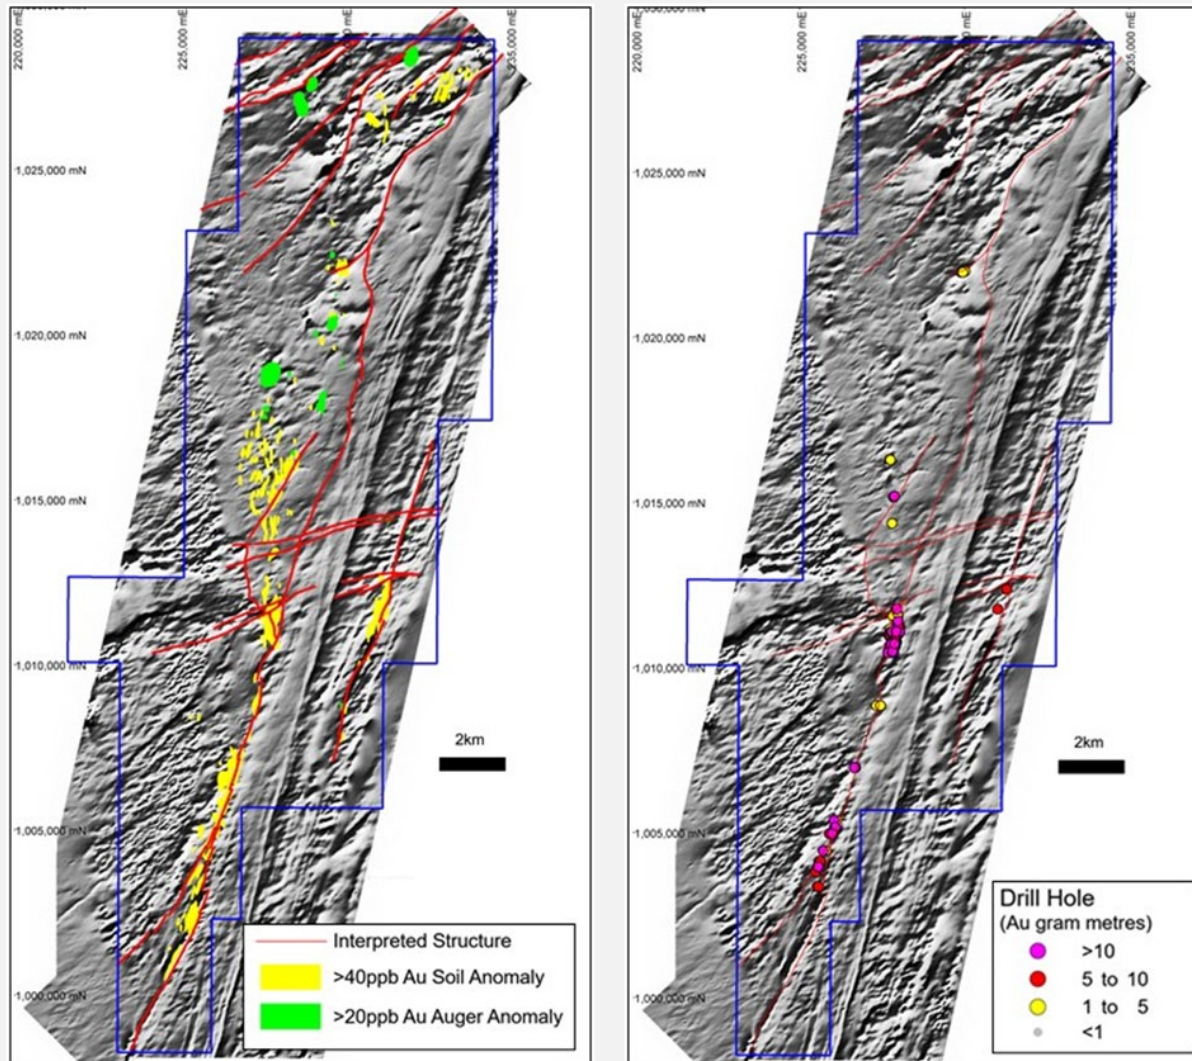 220,000 mE
225,000 mE
mE
235,000 mE
1,025,000 mN
1,020,000 mN
1,015,000 mN
1,010,000 mN
2km
1,005,000 mN
1,000,000 mN
Interpreted Structure
>40ppb Au Soil Anomaly
>20ppb Au Auger Anomaly
220,000 mE
225,000 mE
mE
235,000 mE
1,025,000 mN
1,020,000 mN
1,015,000 mN
1,010,000 mN
2km
1,005,000 mN
1,000,000 mN
Drill Hole
(Au gram metres)
>10
5 to 10
1 to 5
<1